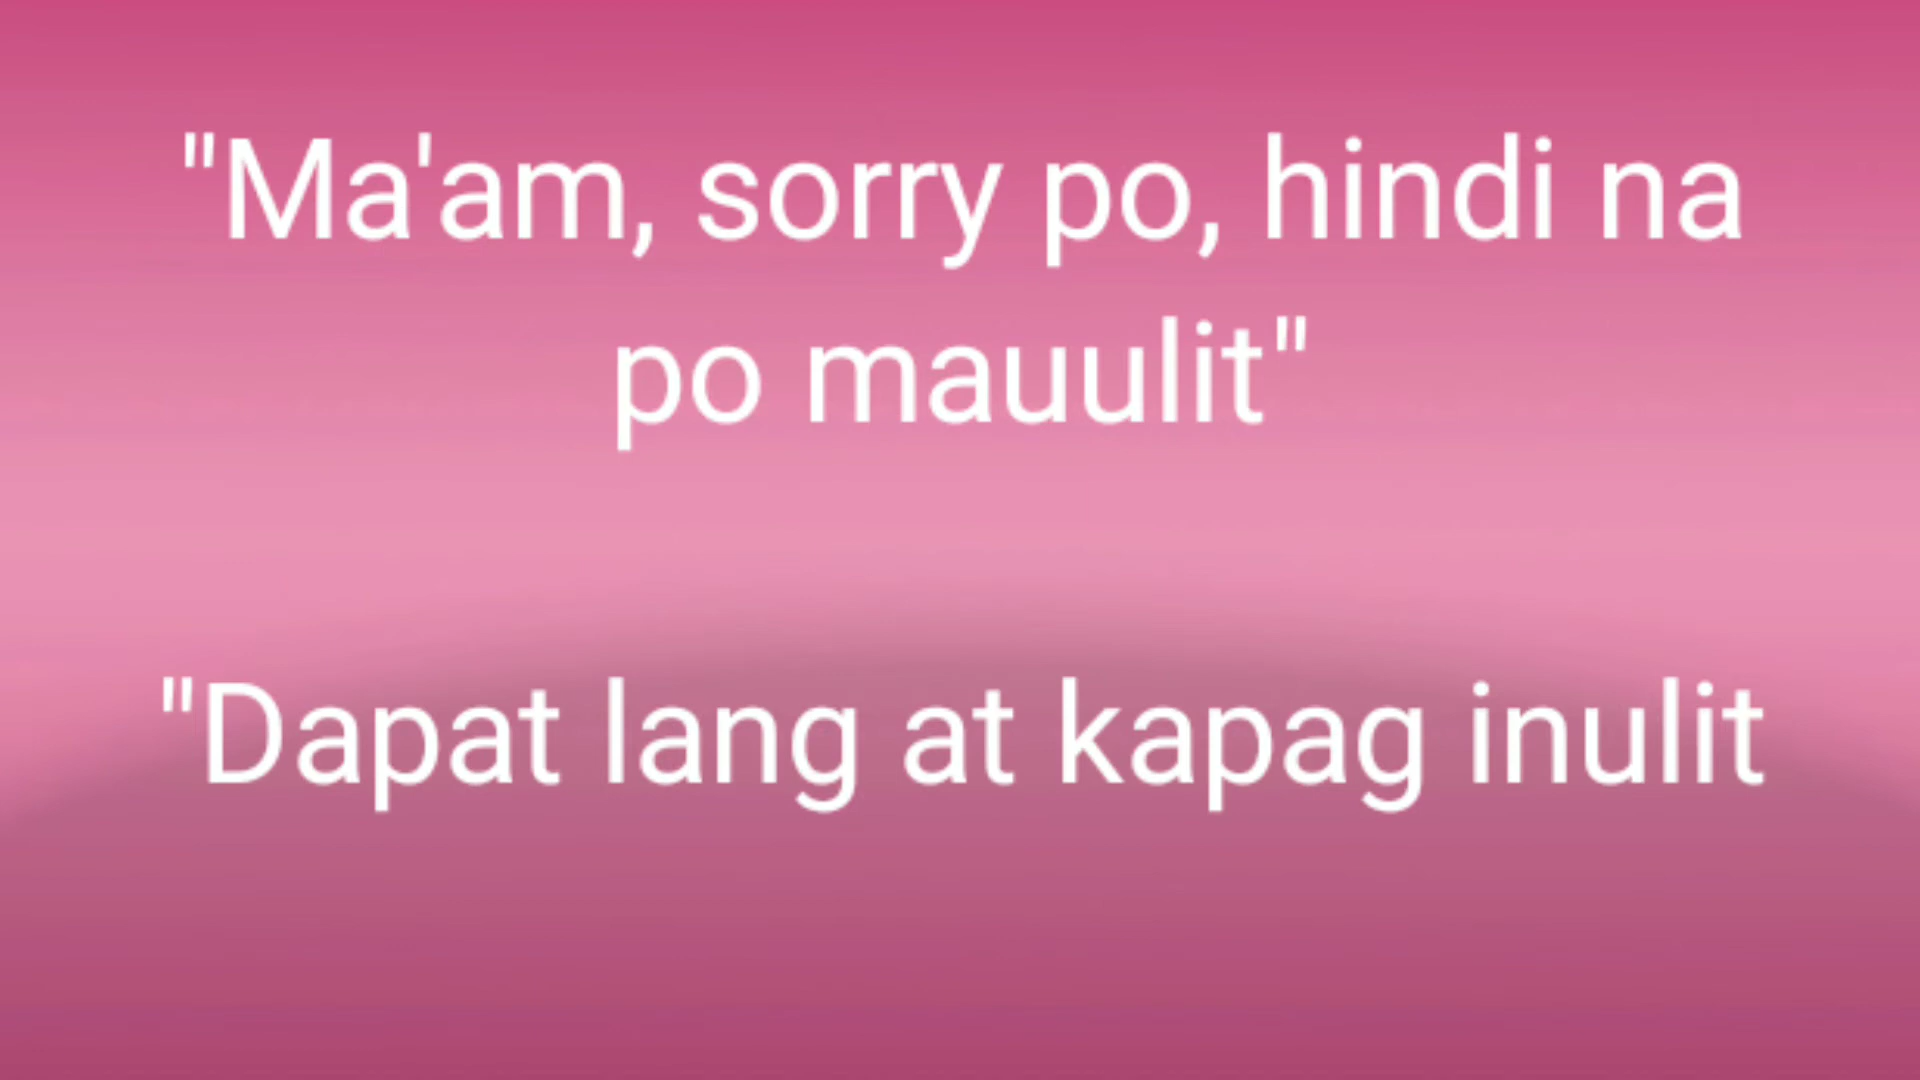 "Ma'am, sorry po, hindi na
po mauulit"
"Dapat lang at kapag inulit